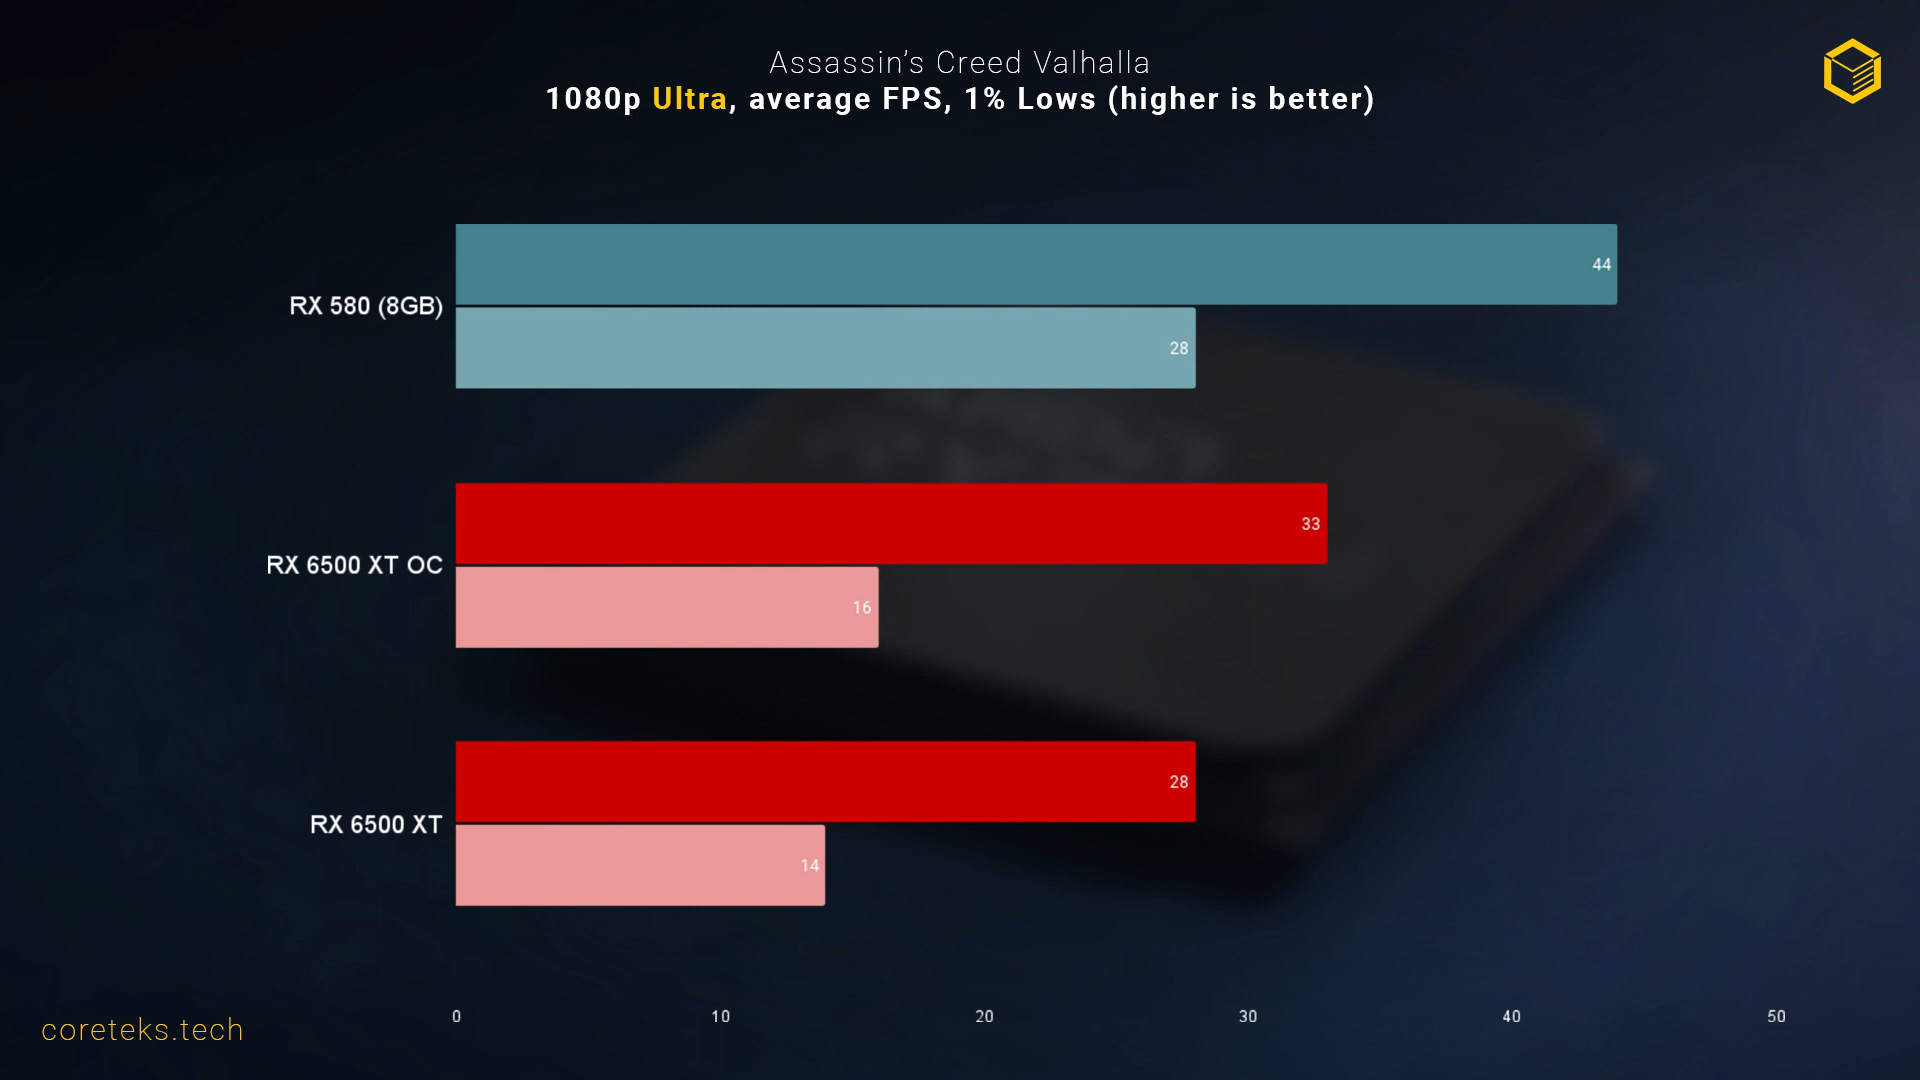 Assassin's Creed Valhalla
1080p Ultra, average FPS, 1% Lows (higher is better)
44
RX 580 (8GB)
28
33
RX 6500 XT OC
16
28
RX 6500 XT
14
0 10 20 30 40 50
coreteks.tech